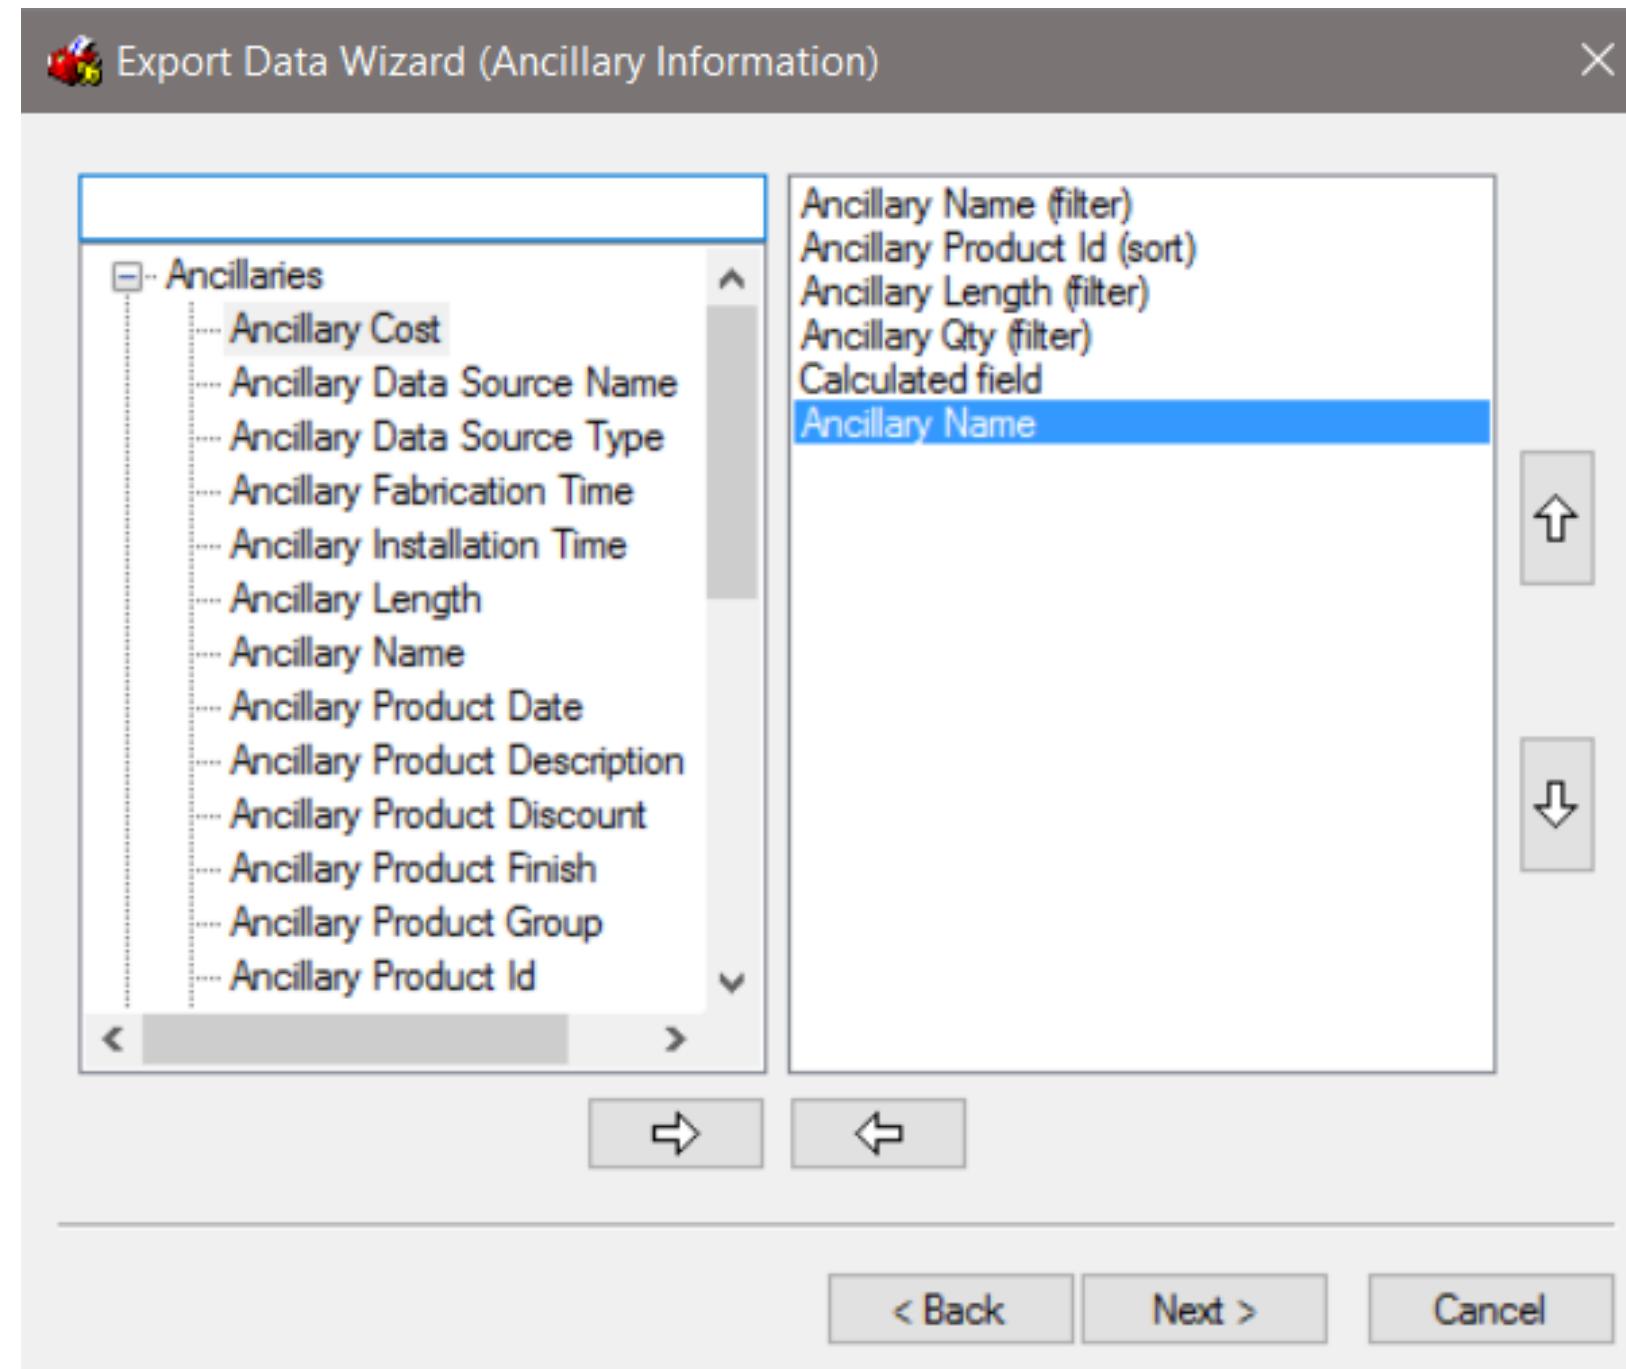 Export Data Wizard (Ancillary Information)
Ancillaries
Ancillary Cost
Ancillary Data Source Name
Ancillary Data Source Type
Ancillary Fabrication Time
Ancillary Installation Time
Ancillary Length
Ancillary Name
Ancillary Product Date
Ancillary Product Description
Ancillary Product Discount
Ancillary Product Finish
Ancillary Product Group
Ancillary Product Id
Ancillary Name (filter)
Ancillary Product Id (sort)
Ancillary Length (filter)
Ancillary Qty (filter)
Calculated field
Ancillary Name
< Back
Next >
Cancel